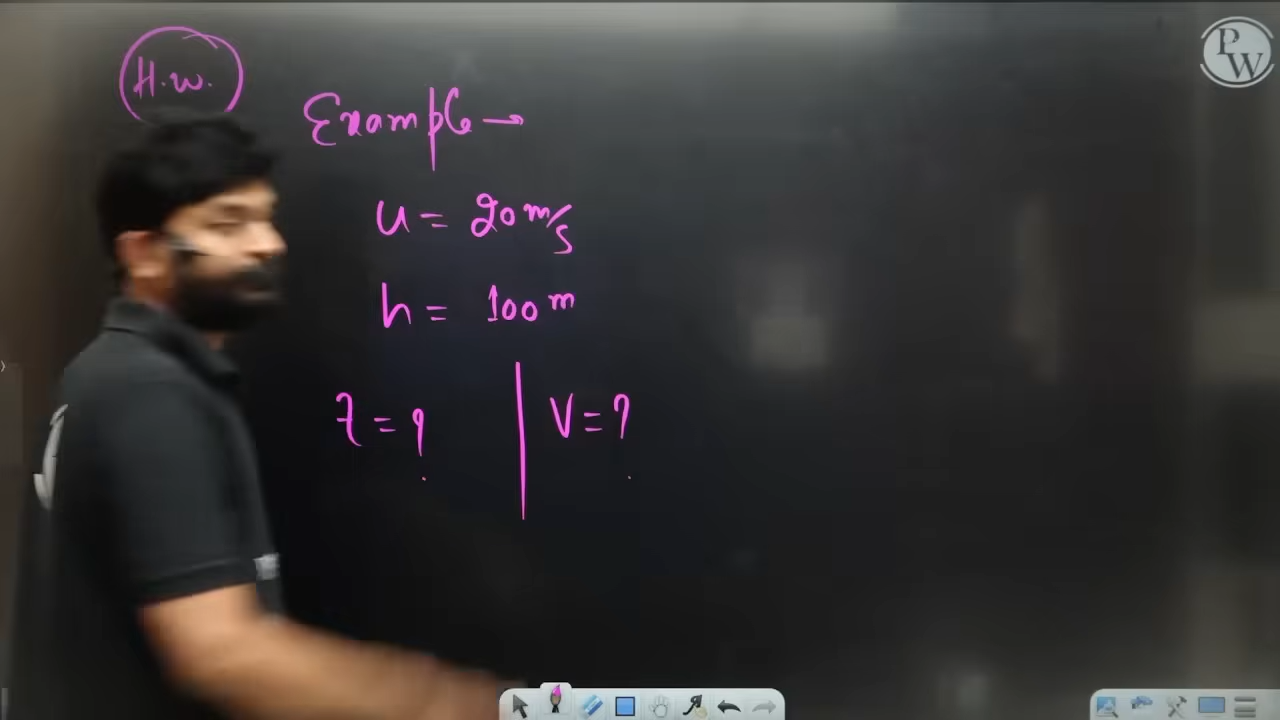 H.W.
Example →
u = 20 m/s
h = 100 m
t = ?
V = ?
PW